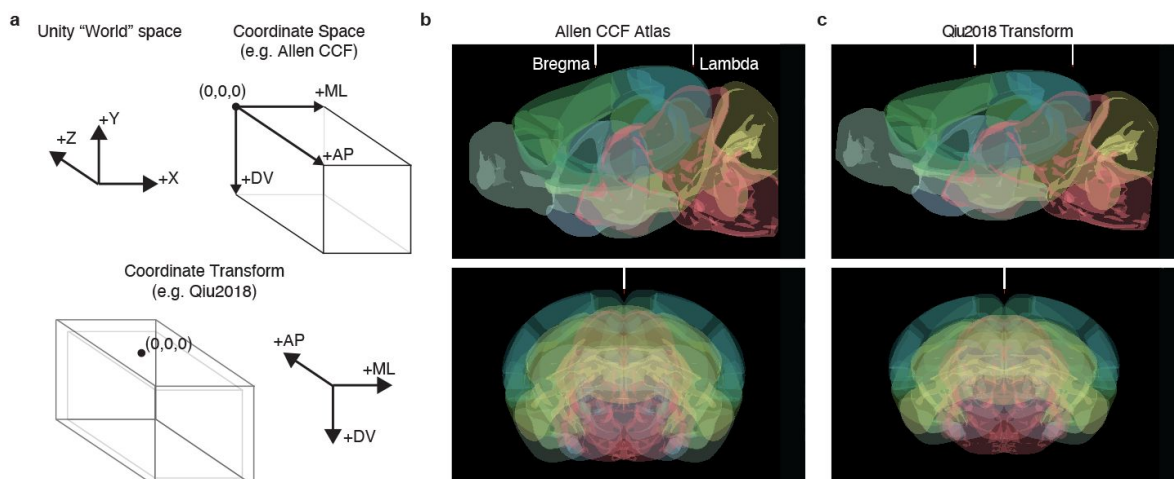 a
Unity “World” space
+Y
+Z
+X
Coordinate Space
(e.g. Allen CCF)
(0,0,0)
+ML
+AP
+DV
Coordinate Transform
(e.g. Qiu2018)
(0,0,0)
+AP
+ML
+DV
b
Allen CCF Atlas
Bregma
Lambda
c
Qiu2018 Transform